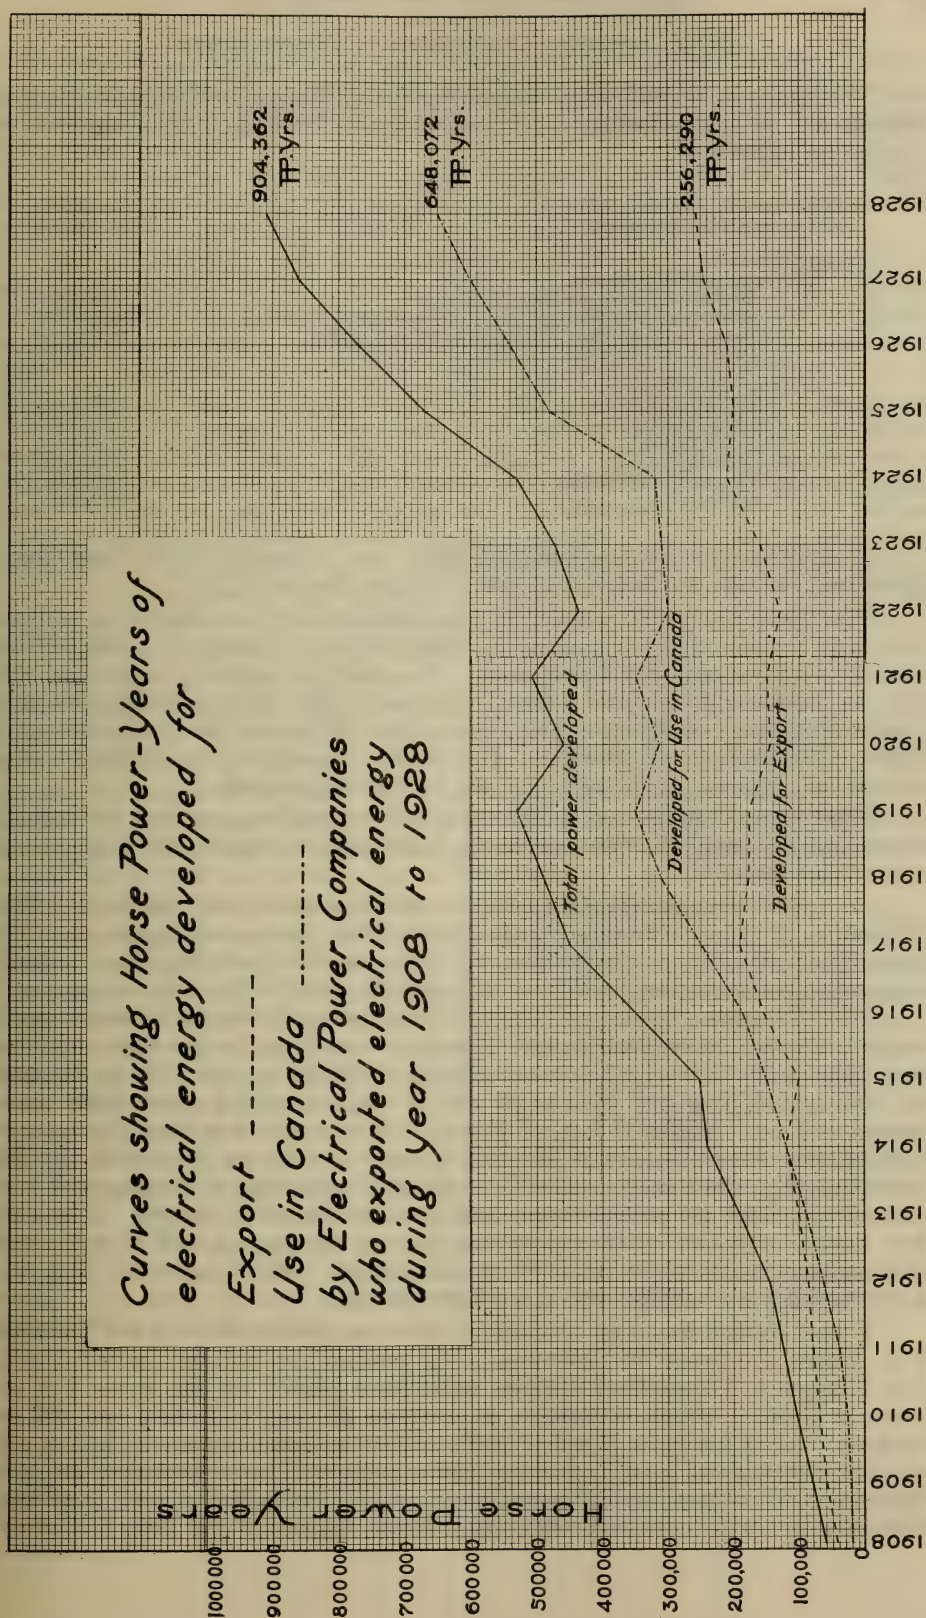 Curves showing Horse Power-Years of
electrical energy developed for
Export
Use in Canada
by Electrical Power Companies
who exported electrical energy
during year 1908 to 1928
904,362
HP.Yrs.
648,072
HP.Yrs.
256,290
HP.Yrs.
Total power developed
Developed for Use in Canada
Developed for Export
Horse Power Years
1000000
900000
800000
700000
600000
500000
400000
300000
200,000
100,000
0
1908
1909
1910
1911
1912
1913
1914
1915
1916
1917
1918
1919
1920
1921
1922
1923
1924
1925
1926
1927
1928